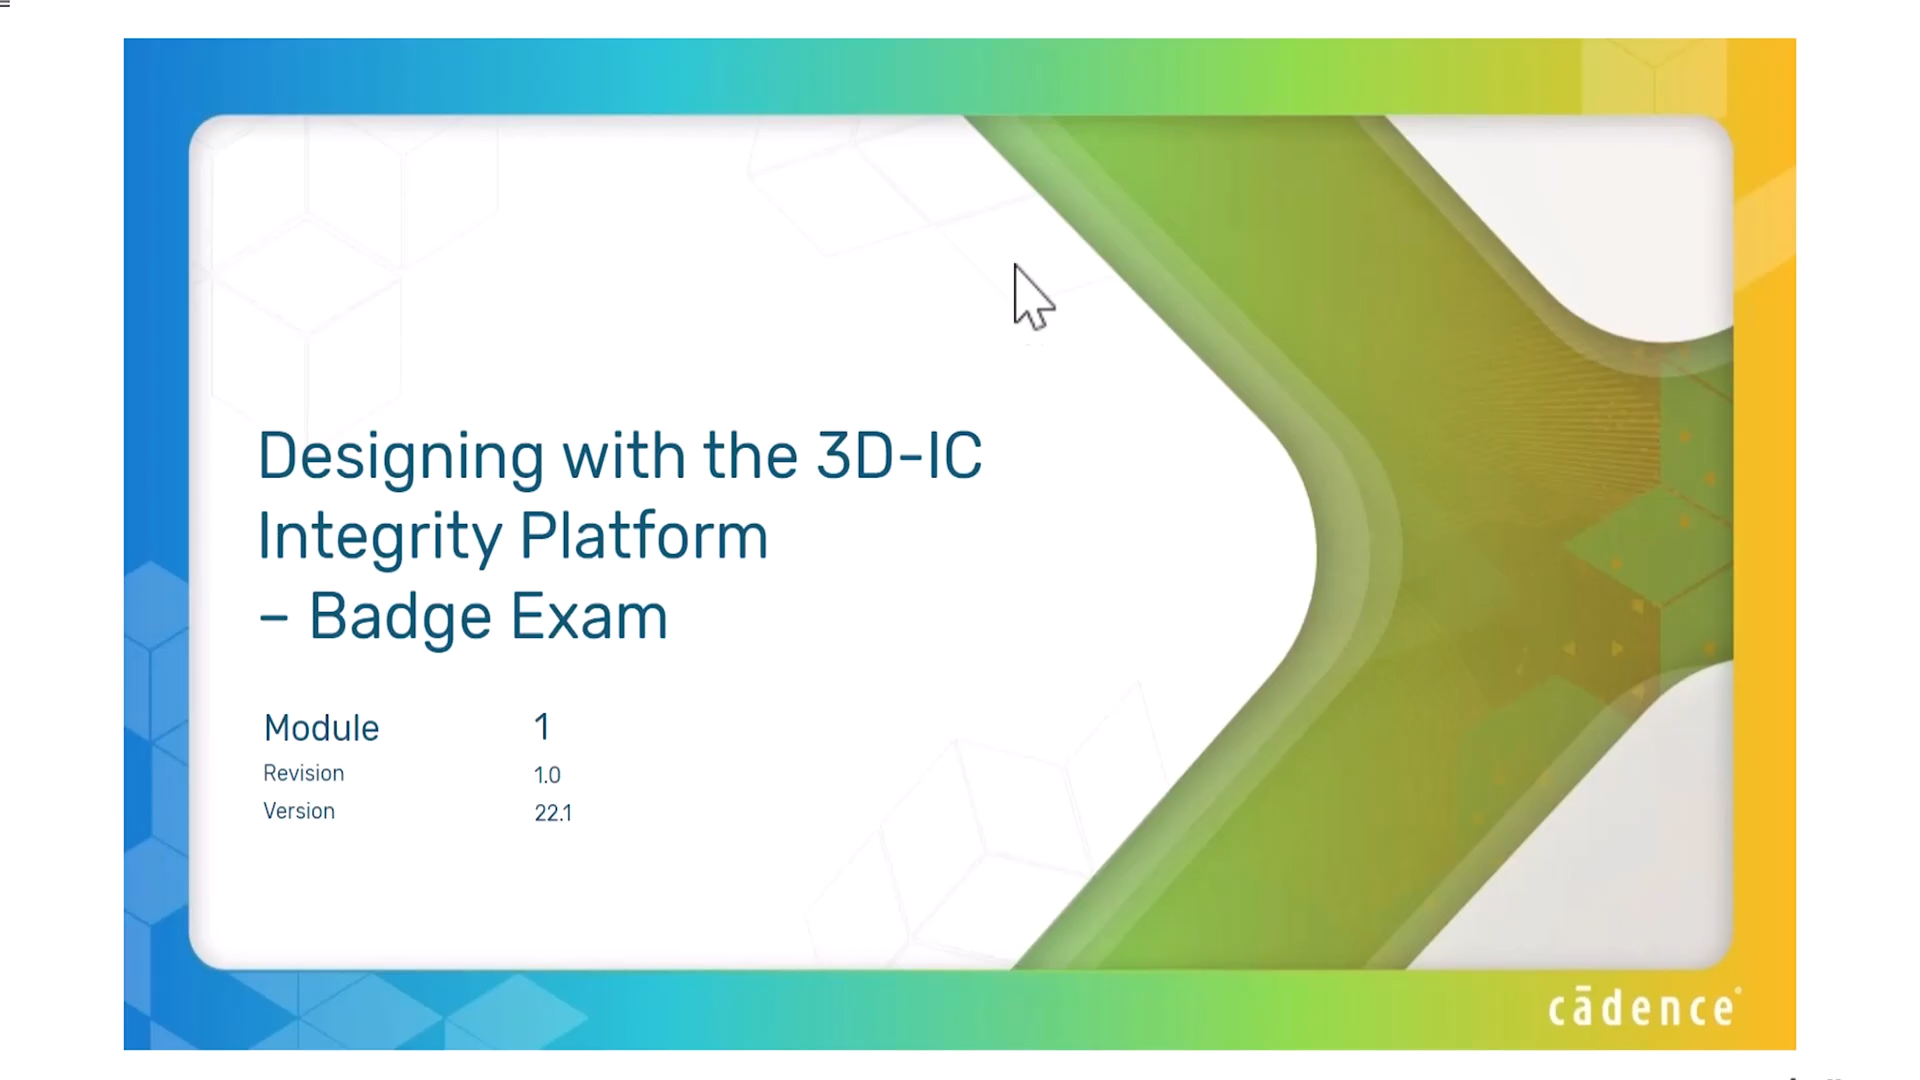 Designing with the 3D-IC
Integrity Platform
– Badge Exam
Module 1
Revision 1.0
Version 22.1
cādence®